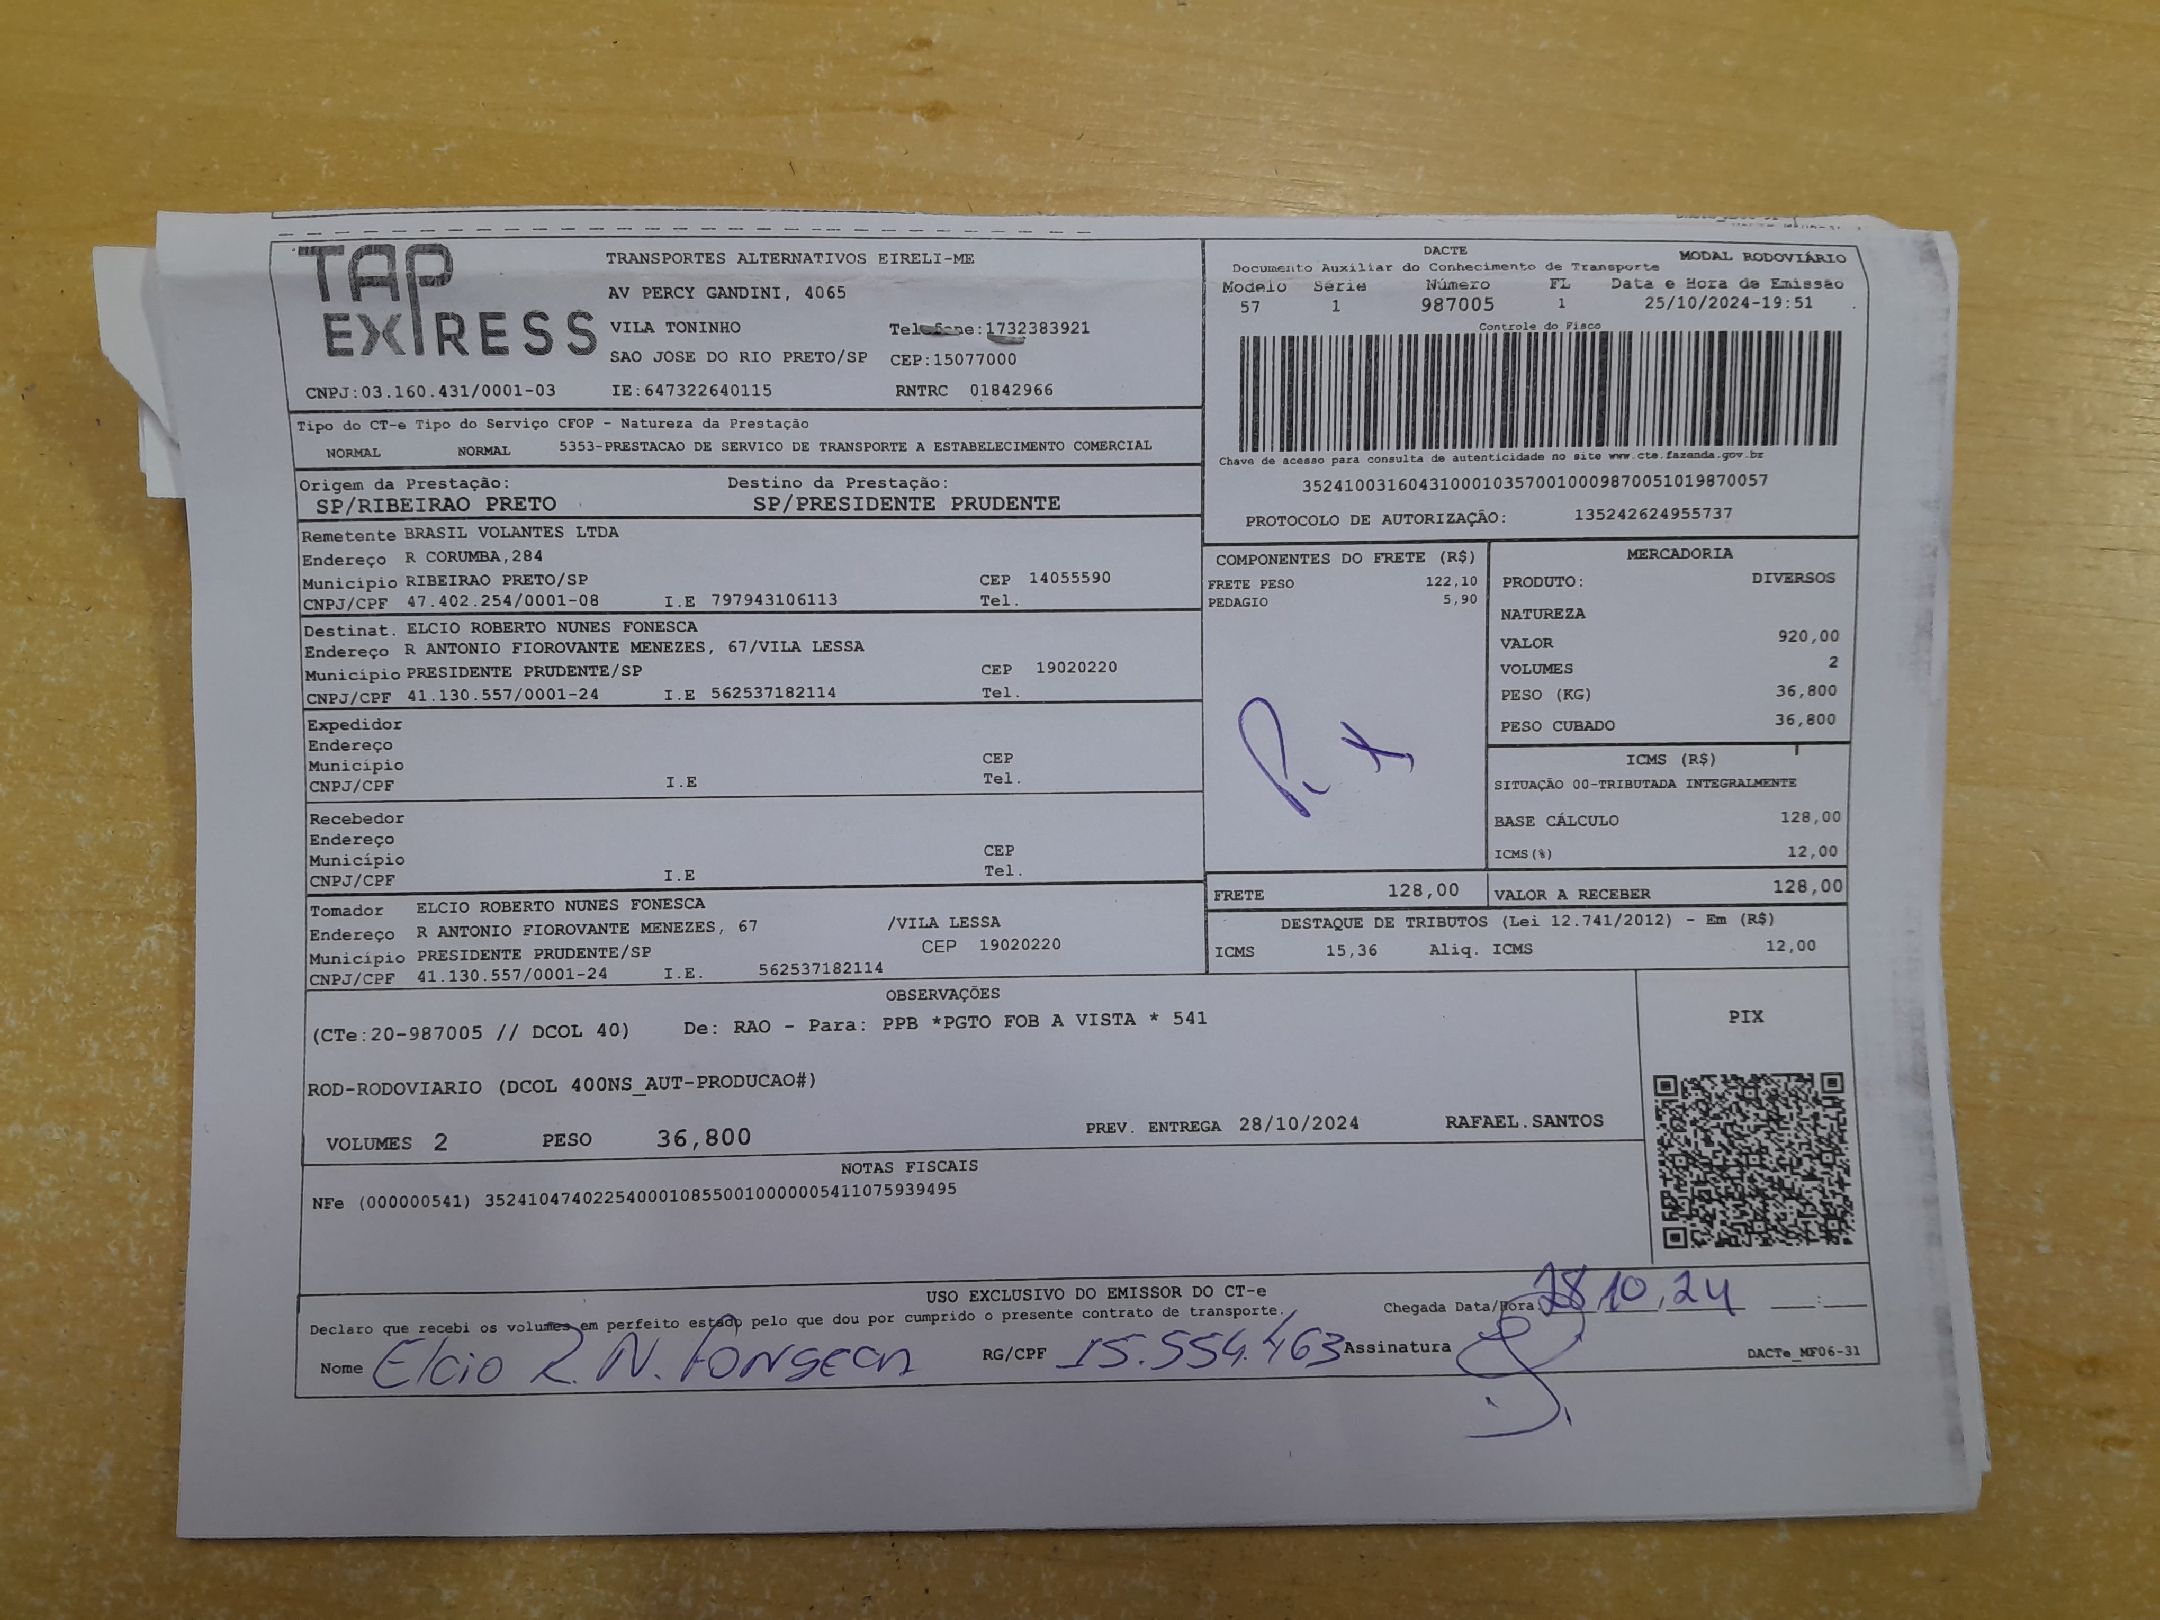 TAP EXPRESS
TRANSPORTES ALTERNATIVOS EIRELI-ME
AV PERCY GANDINI, 4065
VILA TONINHO Telefone:1732383921
SAO JOSE DO RIO PRETO/SP CEP:15077000
CNPJ:03.160.431/0001-03 IE:647322640115 RNTRC 01842966
DACTE MODAL RODOVIÁRIO
Documento Auxiliar do Conhecimento de Transporte
Modelo Série Número FL Data e Hora de Emissão
57 1 987005 1 25/10/2024-19:51
Controle do Fisco
Chave de acesso para consulta de autenticidade no site www.cte.fazenda.gov.br
35241003160431000103570010009870051019870057
PROTOCOLO DE AUTORIZAÇÃO: 135242624955737
Tipo do CT-e Tipo do Serviço CFOP - Natureza da Prestação
NORMAL NORMAL 5353-PRESTACAO DE SERVICO DE TRANSPORTE A ESTABELECIMENTO COMERCIAL
Origem da Prestação: Destino da Prestação:
SP/RIBEIRAO PRETO SP/PRESIDENTE PRUDENTE
Remetente BRASIL VOLANTES LTDA
Endereço R CORUMBA,284
Município RIBEIRAO PRETO/SP CEP 14055590
CNPJ/CPF 47.402.254/0001-08 I.E 797943106113 Tel.
Destinat. ELCIO ROBERTO NUNES FONESCA
Endereço R ANTONIO FIOROVANTE MENEZES, 67/VILA LESSA
Município PRESIDENTE PRUDENTE/SP CEP 19020220
CNPJ/CPF 41.130.557/0001-24 I.E 562537182114 Tel.
Expedidor
Endereço
Município CEP
CNPJ/CPF I.E Tel.
Recebedor
Endereço
Município CEP
CNPJ/CPF I.E Tel.
Tomador ELCIO ROBERTO NUNES FONESCA
Endereço R ANTONIO FIOROVANTE MENEZES, 67 /VILA LESSA
Município PRESIDENTE PRUDENTE/SP CEP 19020220
CNPJ/CPF 41.130.557/0001-24 I.E. 562537182114
COMPONENTES DO FRETE (R$)
FRETE PESO 122,10
PEDAGIO 5,90
MERCADORIA
PRODUTO: DIVERSOS
NATUREZA
VALOR 920,00
VOLUMES 2
PESO (KG) 36,800
PESO CUBADO 36,800
ICMS (R$)
SITUAÇÃO 00-TRIBUTADA INTEGRALMENTE
BASE CÁLCULO 128,00
ICMS(%) 12,00
FRETE 128,00 VALOR A RECEBER 128,00
DESTAQUE DE TRIBUTOS (Lei 12.741/2012) - Em (R$)
ICMS 15,36 Aliq. ICMS 12,00
OBSERVAÇÕES
(CTe:20-987005 // DCOL 40) De: RAO - Para: PPB *PGTO FOB A VISTA * 541
ROD-RODOVIARIO (DCOL 400NS_AUT-PRODUCAO#)
VOLUMES 2 PESO 36,800 PREV. ENTREGA 28/10/2024 RAFAEL.SANTOS
PIX
NOTAS FISCAIS
NFe (000000541) 35241047402254000108550010000005411075939495
USO EXCLUSIVO DO EMISSOR DO CT-e
Declaro que recebi os volumes em perfeito estado pelo que dou por cumprido o presente contrato de transporte.
Chegada Data/Hora 28.10.24 __:__
Nome Elcio R. N. Fonseca RG/CPF 15.554.463 Assinatura
DACTe_MF06-31